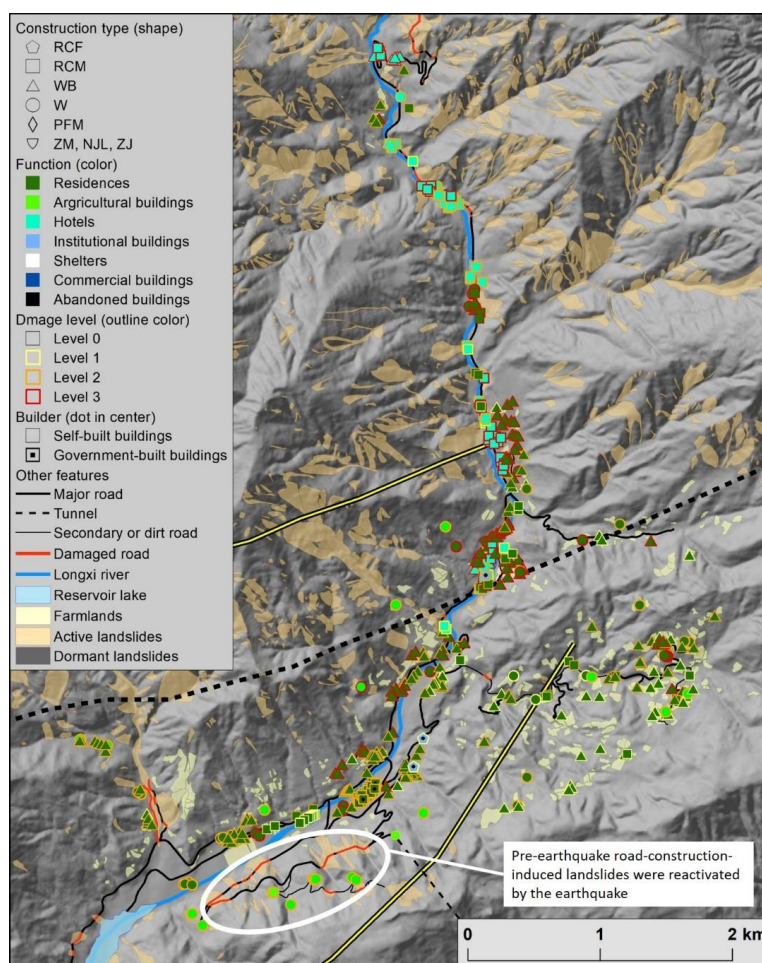 Construction type (shape)
RCF
RCM
WB
W
PFM
ZM, NJL, ZJ
Function (color)
Residences
Argricultural buildings
Hotels
Institutional buildings
Shelters
Commercial buildings
Abandoned buildings
Dmage level (outline color)
Level 0
Level 1
Level 2
Level 3
Builder (dot in center)
Self-built buildings
Government-built buildings
Other features
Major road
Tunnel
Secondary or dirt road
Damaged road
Longxi river
Reservoir lake
Farmlands
Active landslides
Dormant landslides
Pre-earthquake road-construction-
induced landslides were reactivated
by the earthquake
0 1 2 km